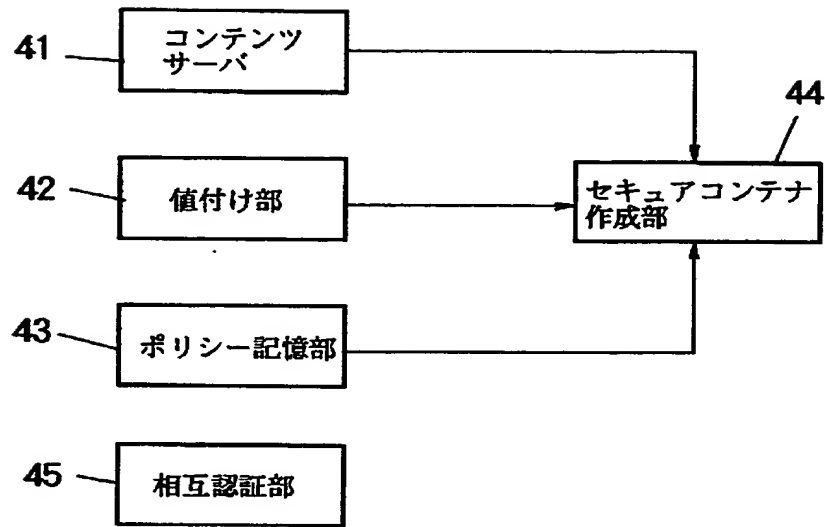 41
コンテンツ
サーバ
44
42
値付け部
セキュアコンテナ
作成部
43
ポリシー記憶部
45
相互認証部